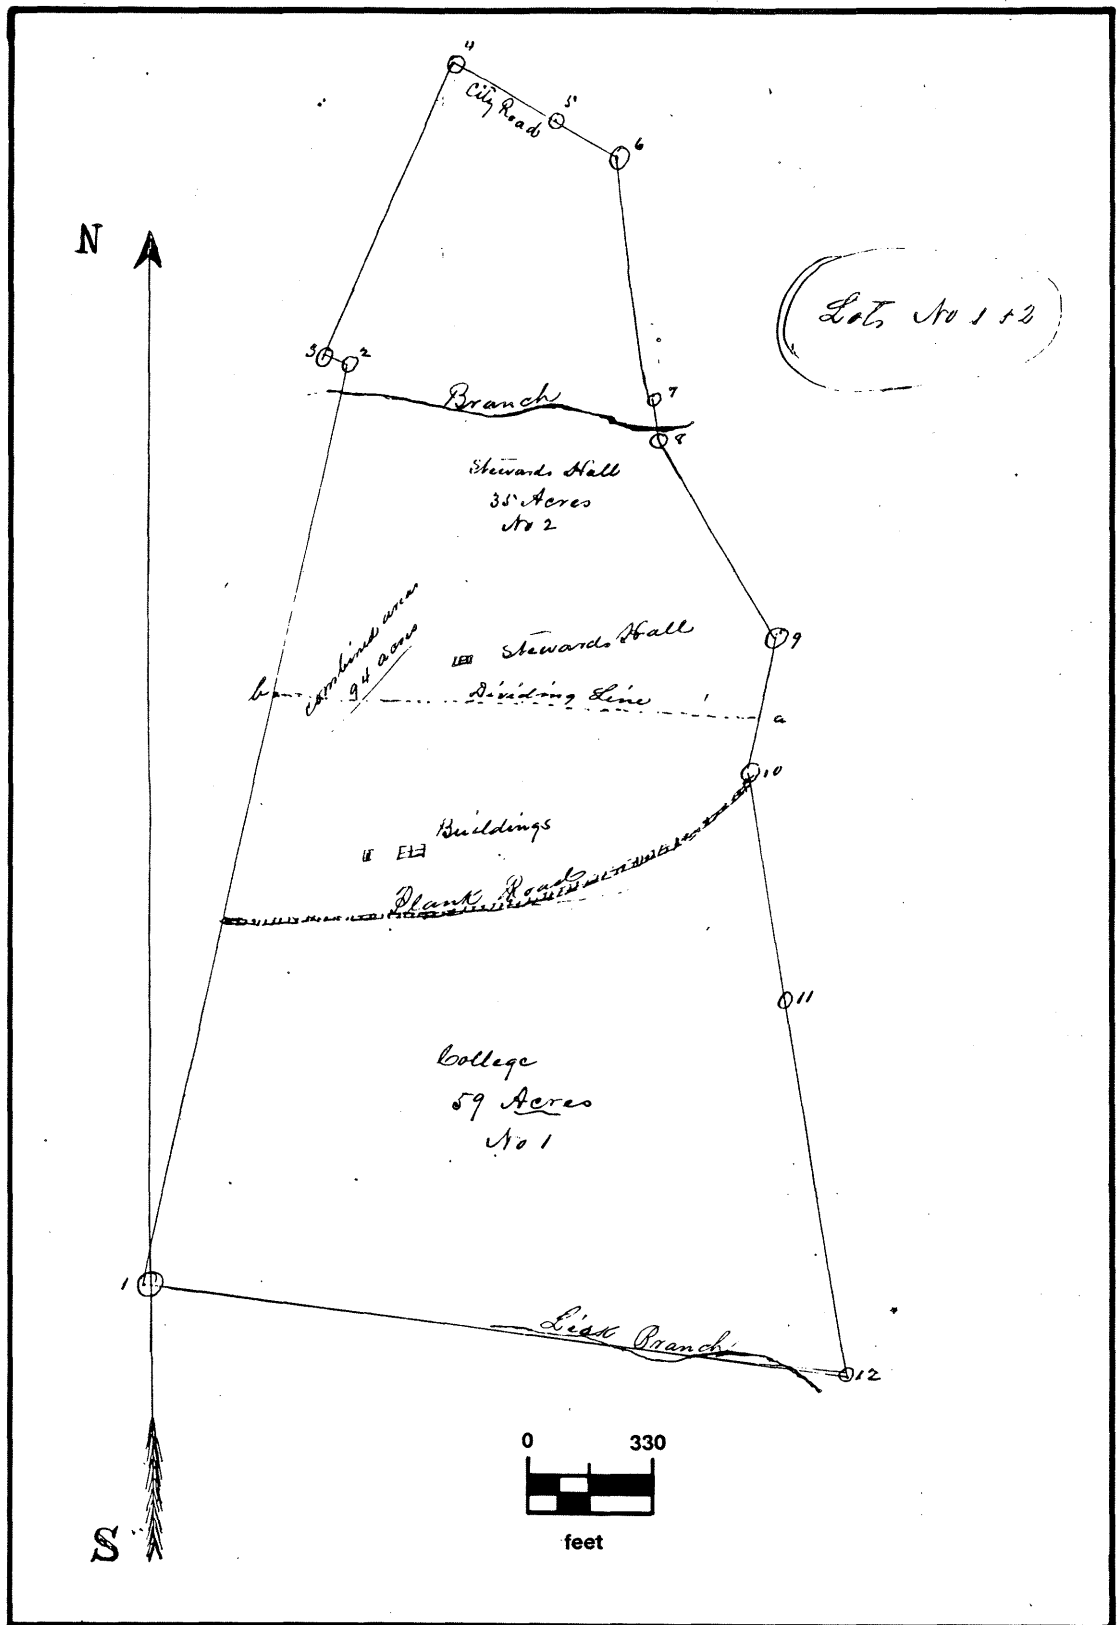 4
City Road
5
6
N
Lots No 1 + 2
3
2
Branch
7
8
Stewards Hall
35 Acres
No 2
combined area
94 acres
Stewards Hall
9
b
Dividing Line
a
10
Buildings
Plank Road
11
College
59 Acres
No 1
1
Lisk Branch
12
0 330
feet
S